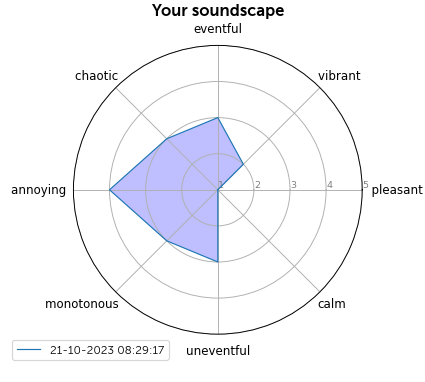 Your soundscape
eventful
chaotic
vibrant
annoying
1
2
3
4
5
pleasant
monotonous
calm
21-10-2023 08:29:17
uneventful